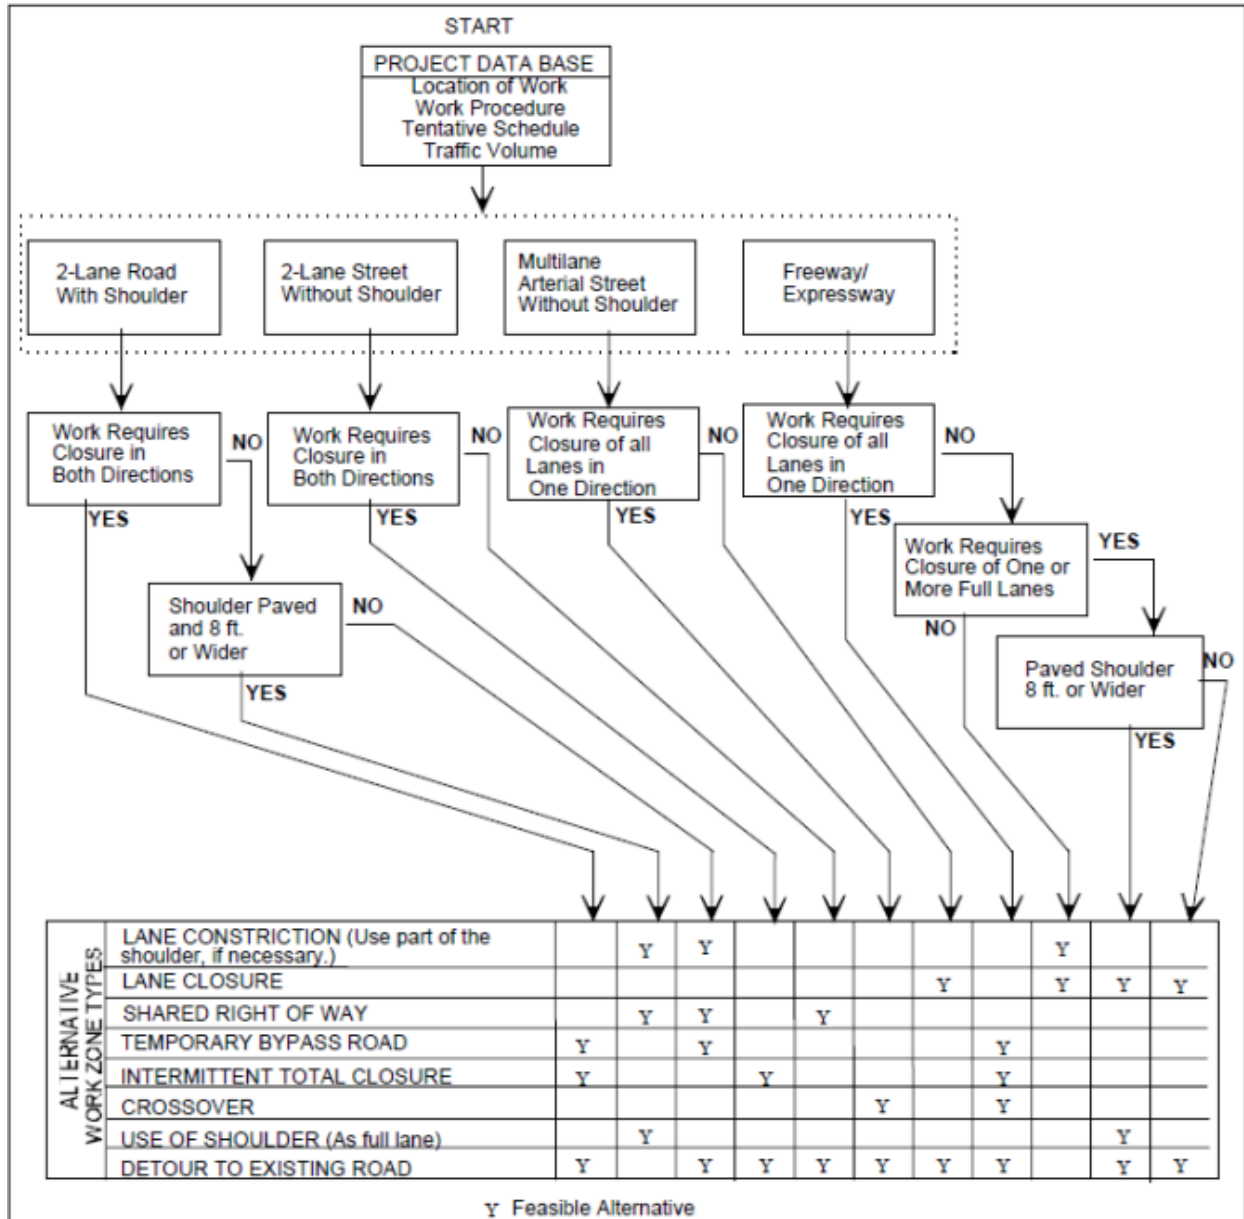 START
PROJECT DATA BASE
Location of Work
Work Procedure
Tentative Schedule
Traffic Volume
2-Lane Road
With Shoulder
2-Lane Street
Without Shoulder
Multilane
Arterial Street
Without Shoulder
Freeway/
Expressway
Work Requires
Closure in
Both Directions
NO
YES
Work Requires
Closure in
Both Directions
NO
YES
Work Requires
Closure of all
Lanes in
One Direction
NO
YES
Work Requires
Closure of all
Lanes in
One Direction
NO
YES
Shoulder Paved
and 8 ft.
or Wider
NO
YES
Work Requires
Closure of One or
More Full Lanes
YES
NO
Paved Shoulder
8 ft. or Wider
NO
YES
ALTERNATIVE
WORK ZONE TYPES
LANE CONSTRICTION (Use part of the
shoulder, if necessary.) Y Y Y
LANE CLOSURE Y Y Y Y
SHARED RIGHT OF WAY Y Y Y
TEMPORARY BYPASS ROAD Y Y Y
INTERMITTENT TOTAL CLOSURE Y Y Y
CROSSOVER Y Y
USE OF SHOULDER (As full lane) Y Y
DETOUR TO EXISTING ROAD Y Y Y Y Y Y Y Y Y
Y Feasible Alternative